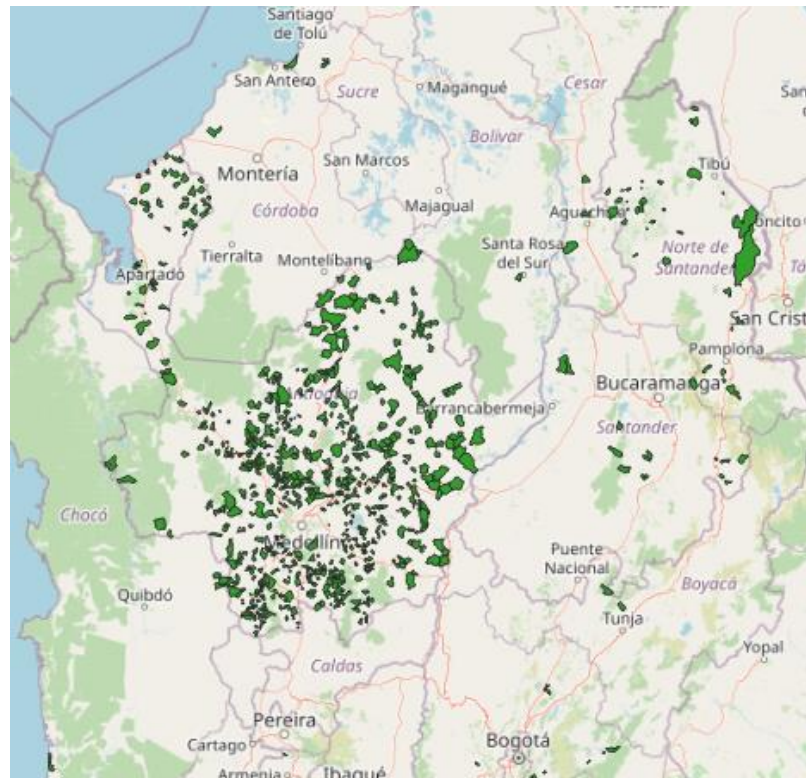 Santiago
de Tolú
San Antero
Sucre
Magangué
Cesar
Bolívar
Montería
San Marcos
Majagual
Tibú
Córdoba
Tierralta
Santa Rosa
del Sur
Norte de
Santander
Apartadó
Montelíbano
San Crist
Pamplona
Bucaramanga
Barrancabermeja
Santander
Chocó
Medellín
Puente
Nacional
Boyacá
Quibdó
Tunja
Yopal
Caldas
Pereira
Cartago
Bogotá
Armenia
Ibagué